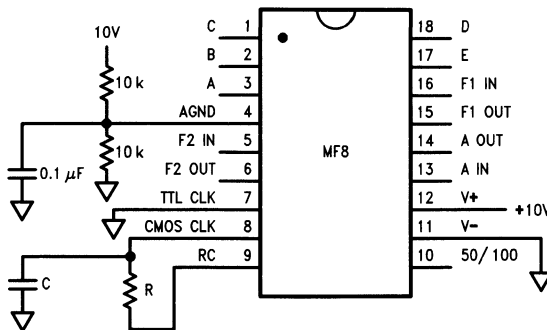 10V
10 k
10 k
0.1 μF
C 1
B 2
A 3
AGND 4
F2 IN 5
F2 OUT 6
TTL CLK 7
CMOS CLK 8
RC 9
C
R
MF8
18 D
17 E
16 F1 IN
15 F1 OUT
14 A OUT
13 A IN
12 V+
+10V
11 V-
10 50/100